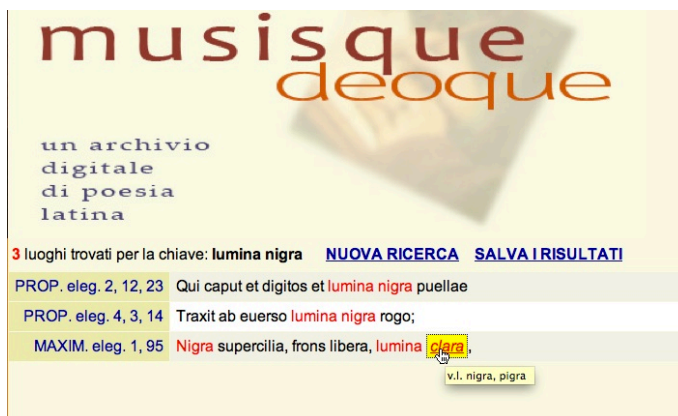 musisque
deoque
un archivio
digitale
di poesia
latina
3 luoghi trovati per la chiave: lumina nigra NUOVA RICERCA SALVA I RISULTATI
PROP. eleg. 2, 12, 23 Qui caput et digitos et lumina nigra puellae
PROP. eleg. 4, 3, 14 Traxit ab euerso lumina nigra rogo;
MAXIM. eleg. 1, 95 Nigra supercilia, frons libera, lumina clara,
v.l. nigra, pigra